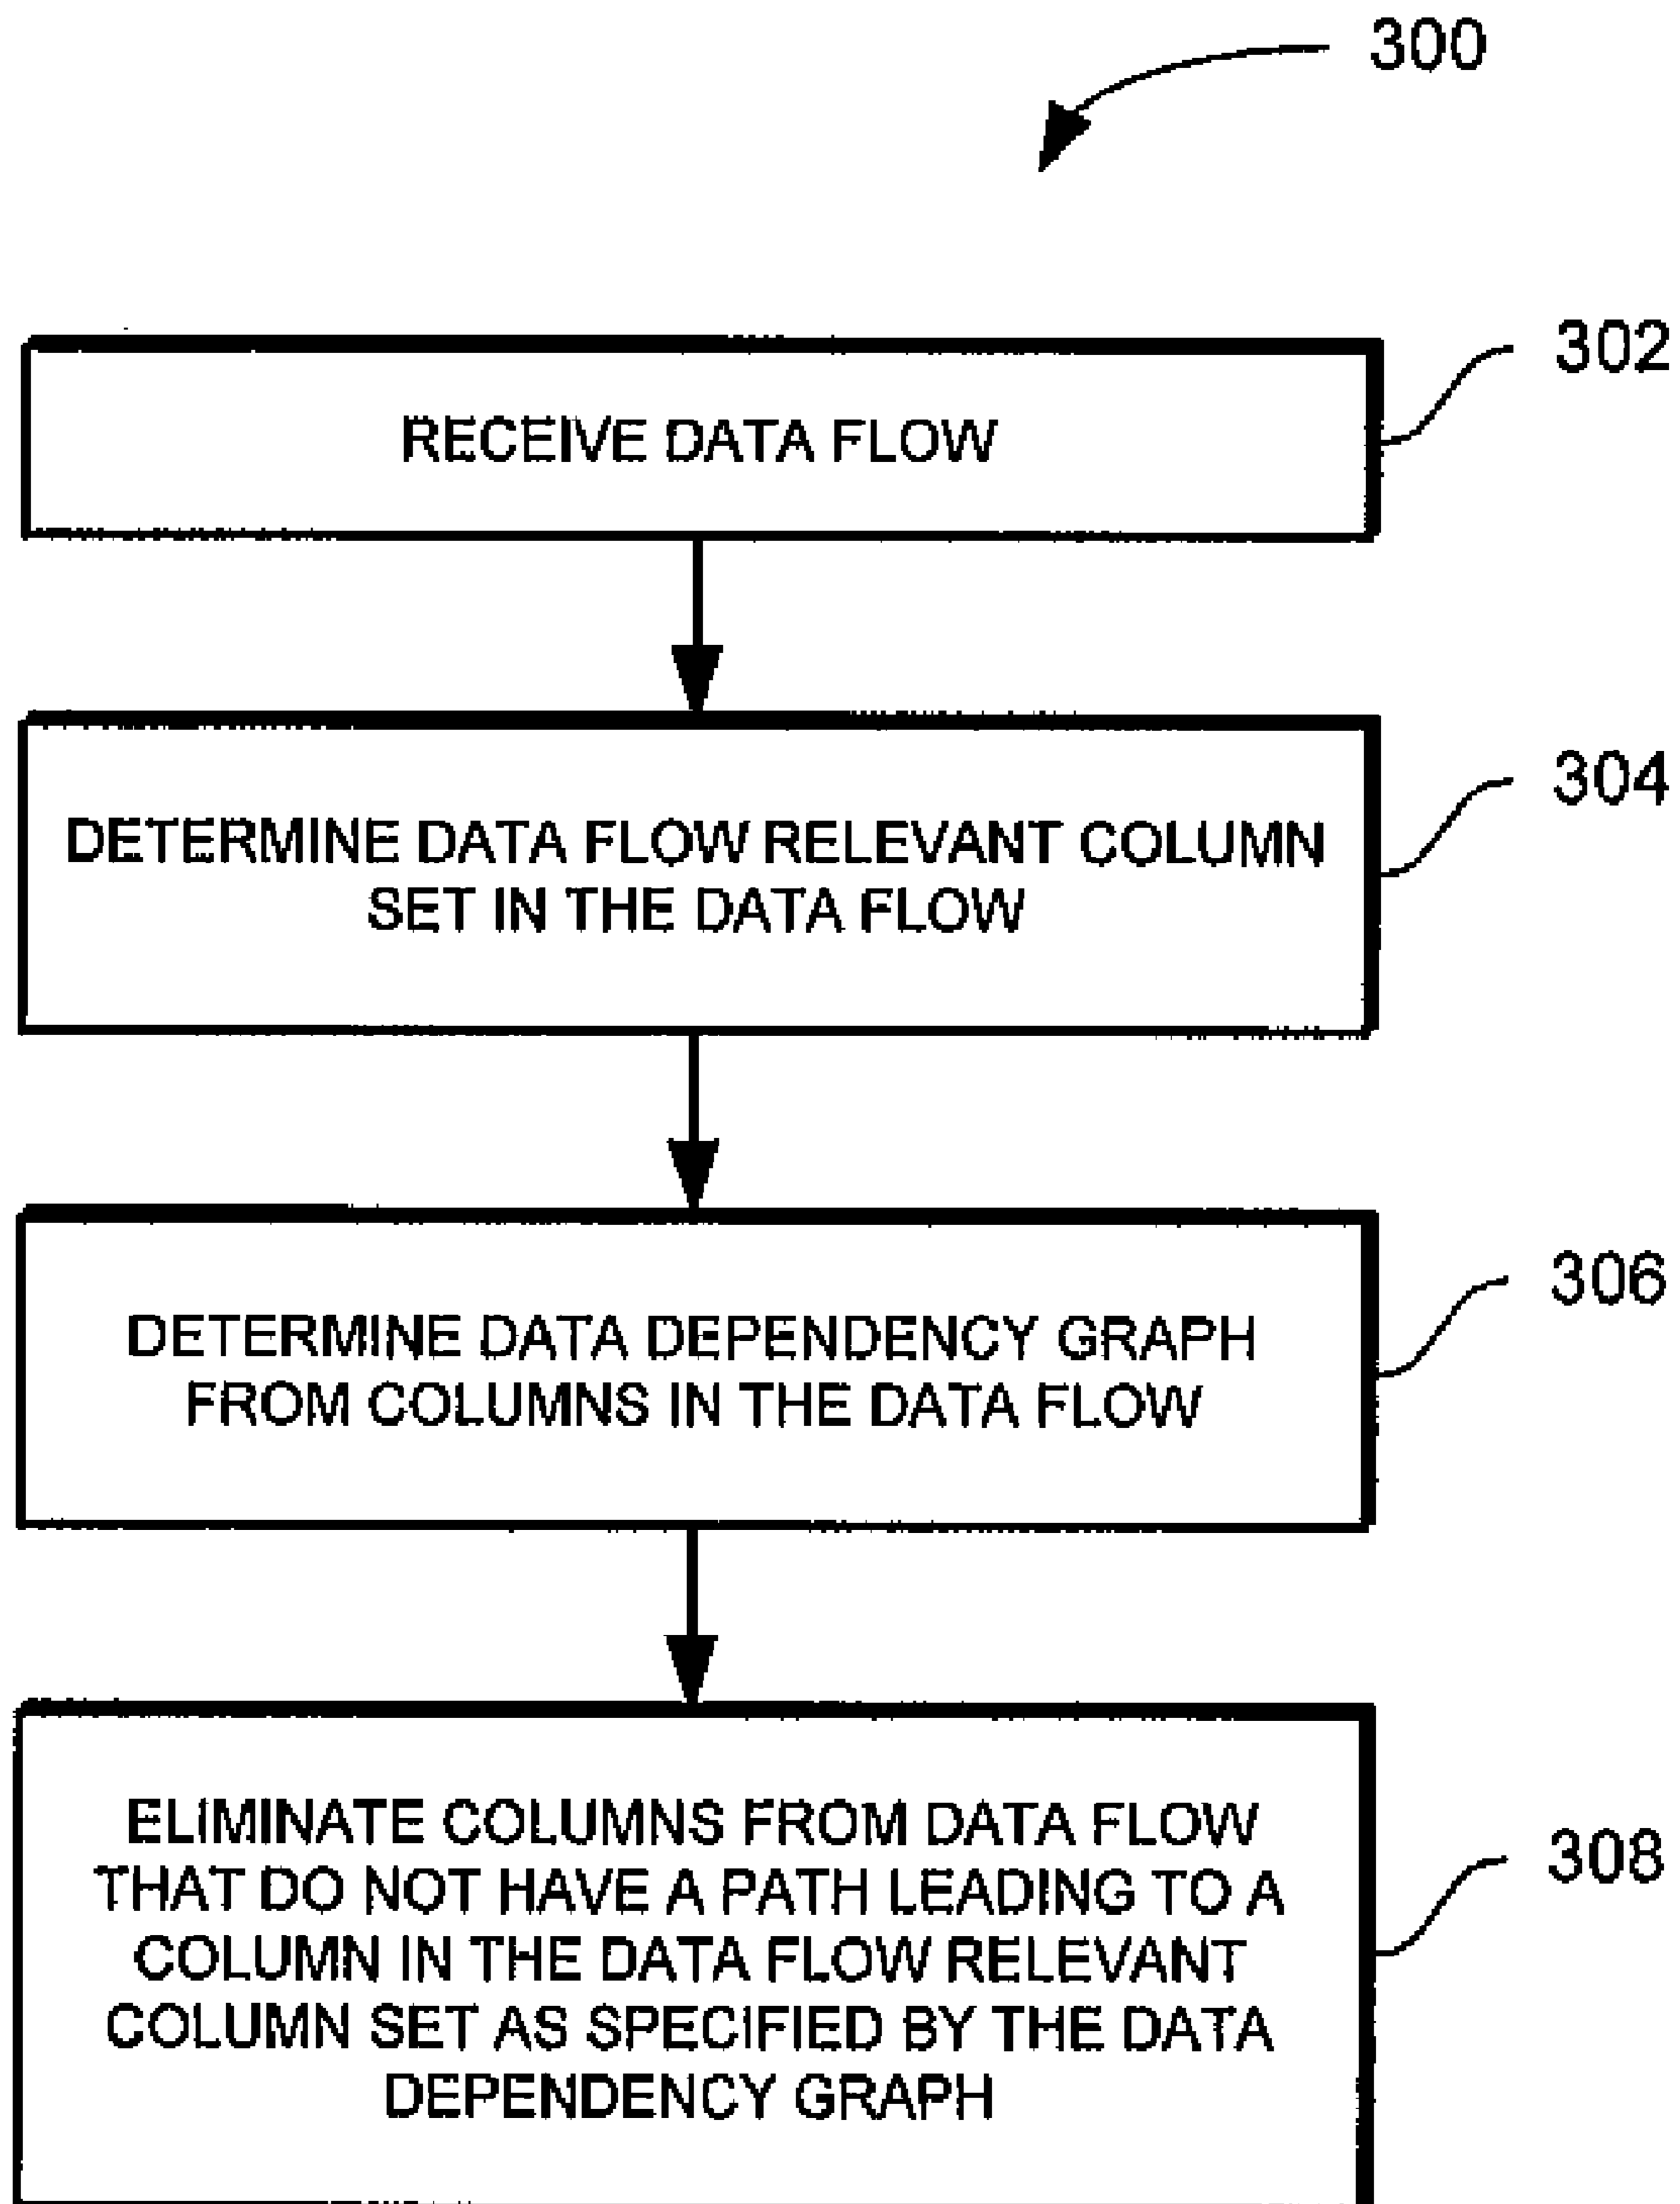 300
302
RECEIVE DATA FLOW
304
DETERMINE DATA FLOW RELEVANT COLUMN
SET IN THE DATA FLOW
306
DETERMINE DATA DEPENDENCY GRAPH
FROM COLUMNS IN THE DATA FLOW
308
ELIMINATE COLUMNS FROM DATA FLOW
THAT DO NOT HAVE A PATH LEADING TO A
COLUMN IN THE DATA FLOW RELEVANT
COLUMN SET AS SPECIFIED BY THE DATA
DEPENDENCY GRAPH